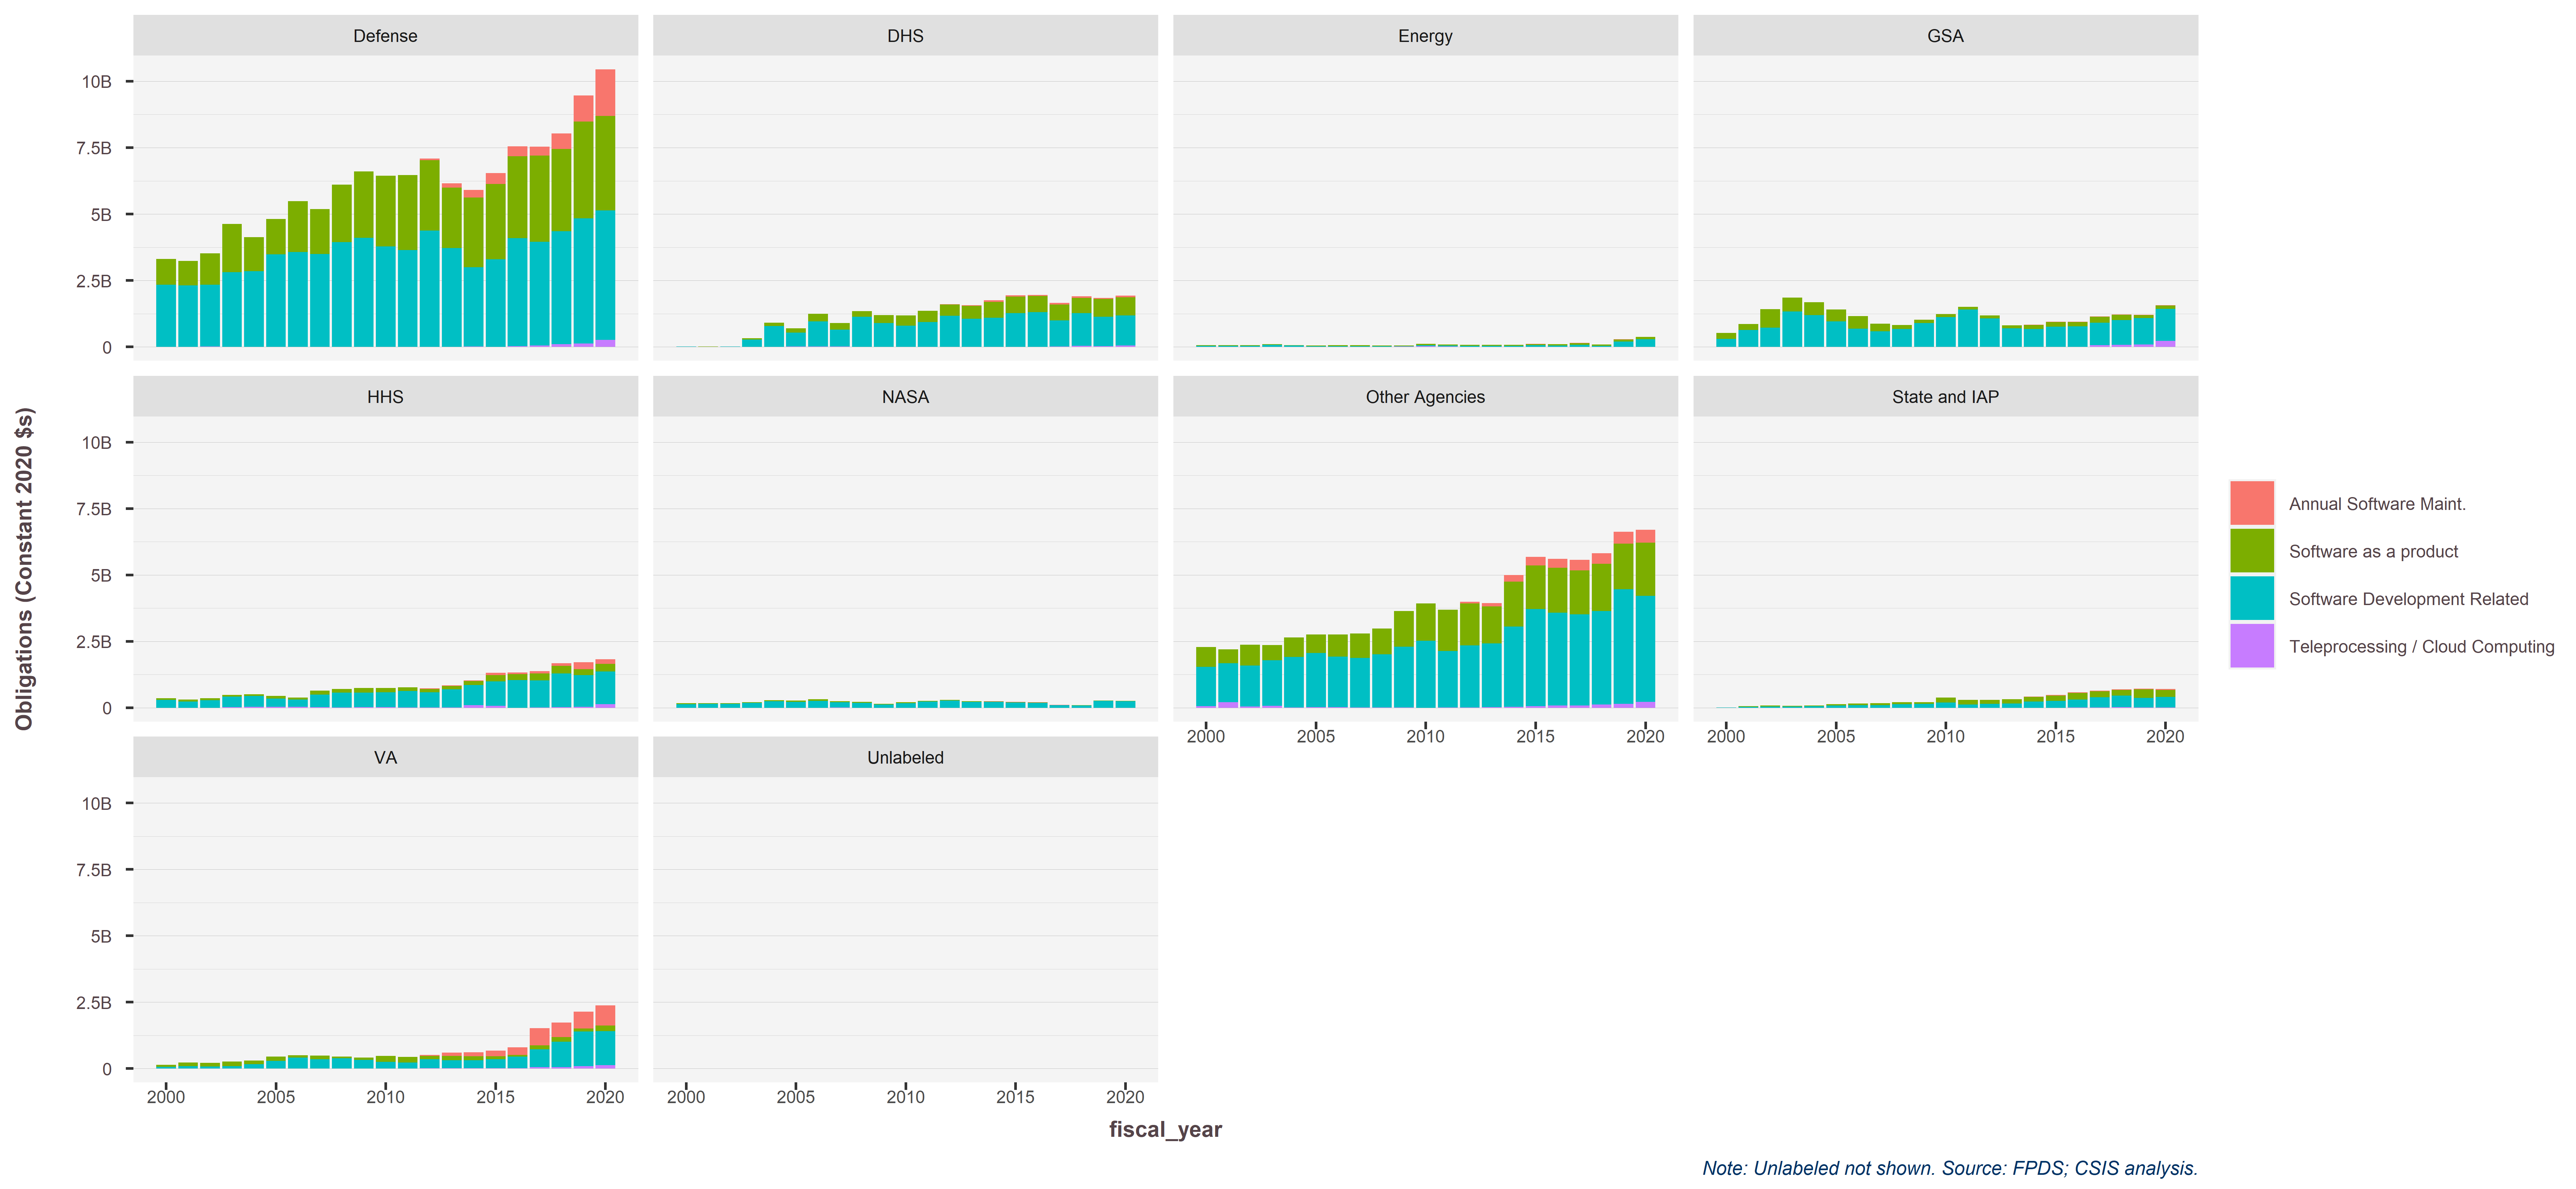 Defense
DHS
Energy
GSA
10B
7.5B
5B
2.5B
0
HHS
NASA
Other Agencies
State and IAP
10B
7.5B
5B
2.5B
0
2000 2005 2010 2015 2020
2000 2005 2010 2015 2020
VA
Unlabeled
10B
7.5B
5B
2.5B
0
2000 2005 2010 2015 2020
2000 2005 2010 2015 2020
Obligations (Constant 2020 $s)
fiscal_year
Annual Software Maint.
Software as a product
Software Development Related
Teleprocessing / Cloud Computing
Note: Unlabeled not shown. Source: FPDS; CSIS analysis.